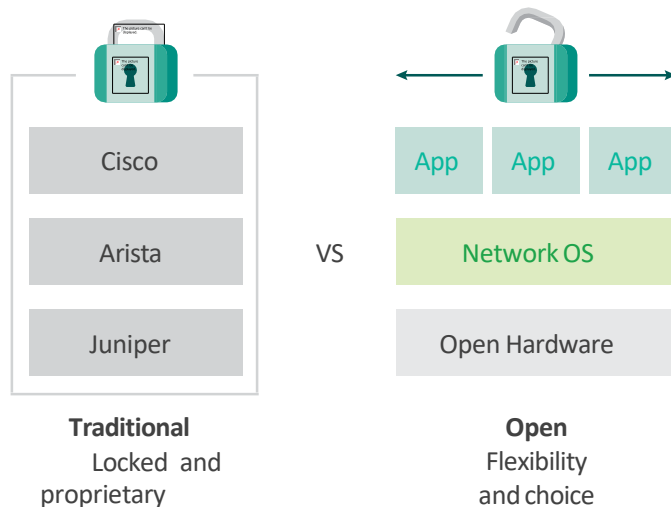 Cisco
Arista
Juniper
Traditional
Locked and
proprietary
VS
App App App
Network OS
Open Hardware
Open
Flexibility
and choice